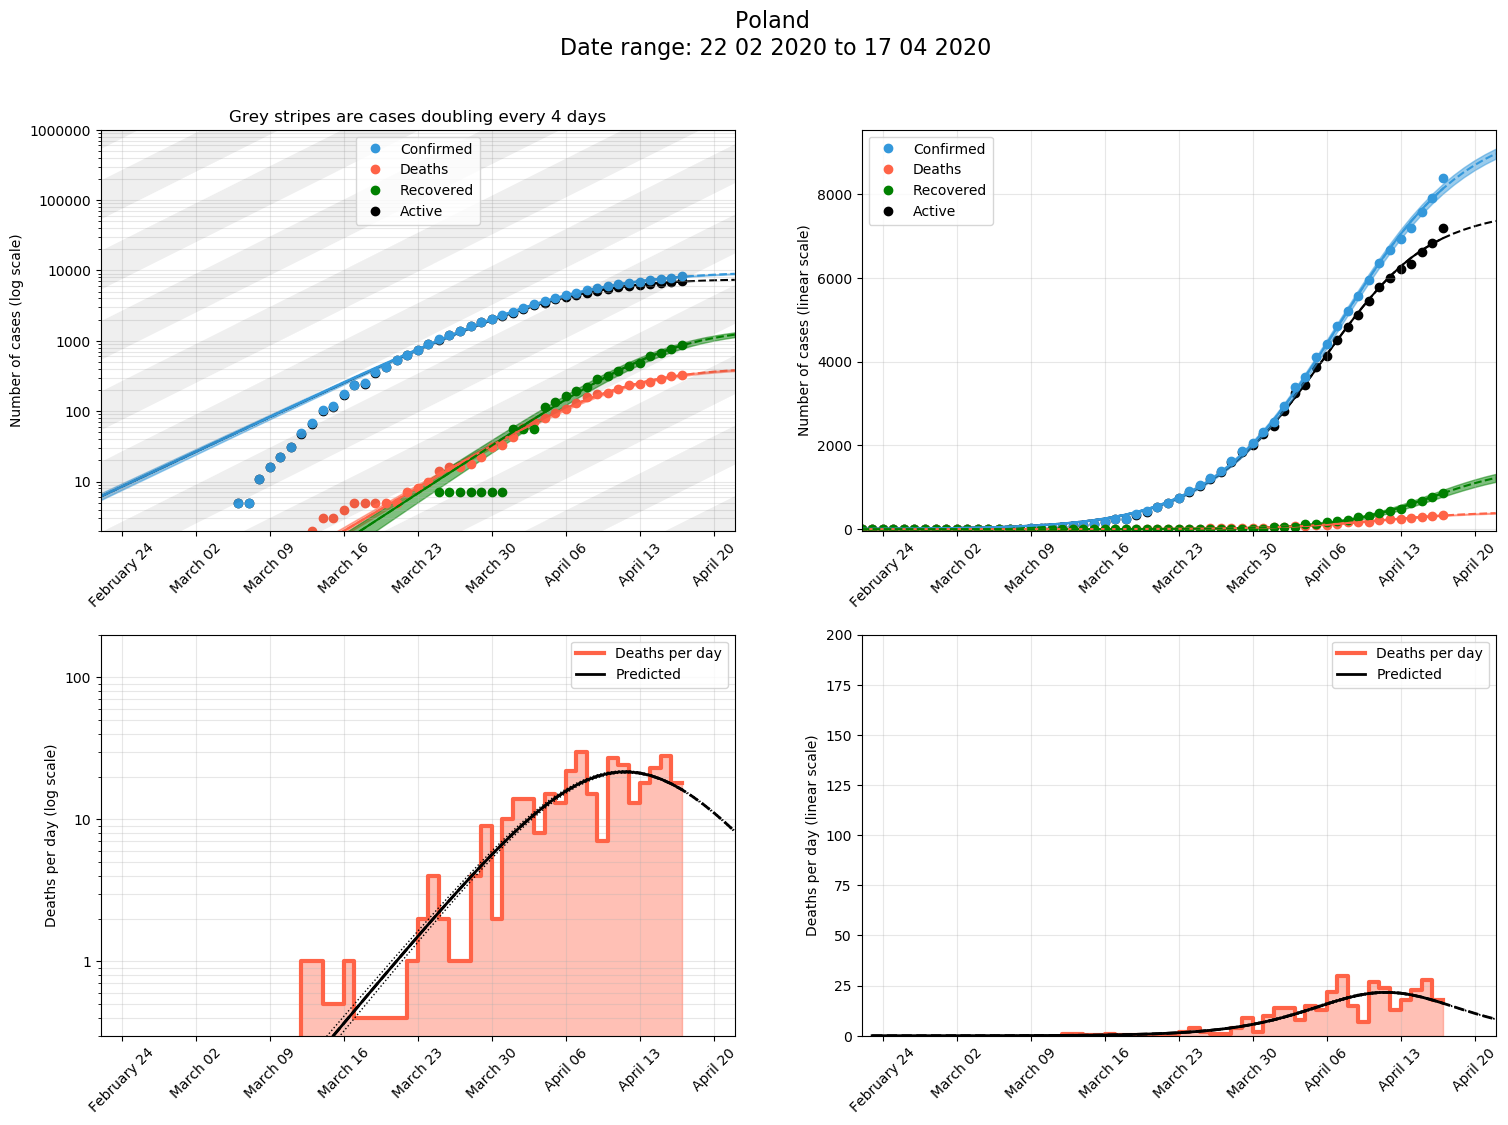 Poland
Date range: 22 02 2020 to 17 04 2020
Grey stripes are cases doubling every 4 days
Number of cases (log scale)
1000000
100000
10000
1000
100
10
Confirmed
Deaths
Recovered
Active
February 24
March 02
March 09
March 16
March 23
March 30
April 06
April 13
April 20
Number of cases (linear scale)
8000
6000
4000
2000
0
Confirmed
Deaths
Recovered
Active
February 24
March 02
March 09
March 16
March 23
March 30
April 06
April 13
April 20
Deaths per day (log scale)
100
10
1
Deaths per day
Predicted
February 24
March 02
March 09
March 16
March 23
March 30
April 06
April 13
April 20
Deaths per day (linear scale)
200
175
150
125
100
75
50
25
0
Deaths per day
Predicted
February 24
March 02
March 09
March 16
March 23
March 30
April 06
April 13
April 20